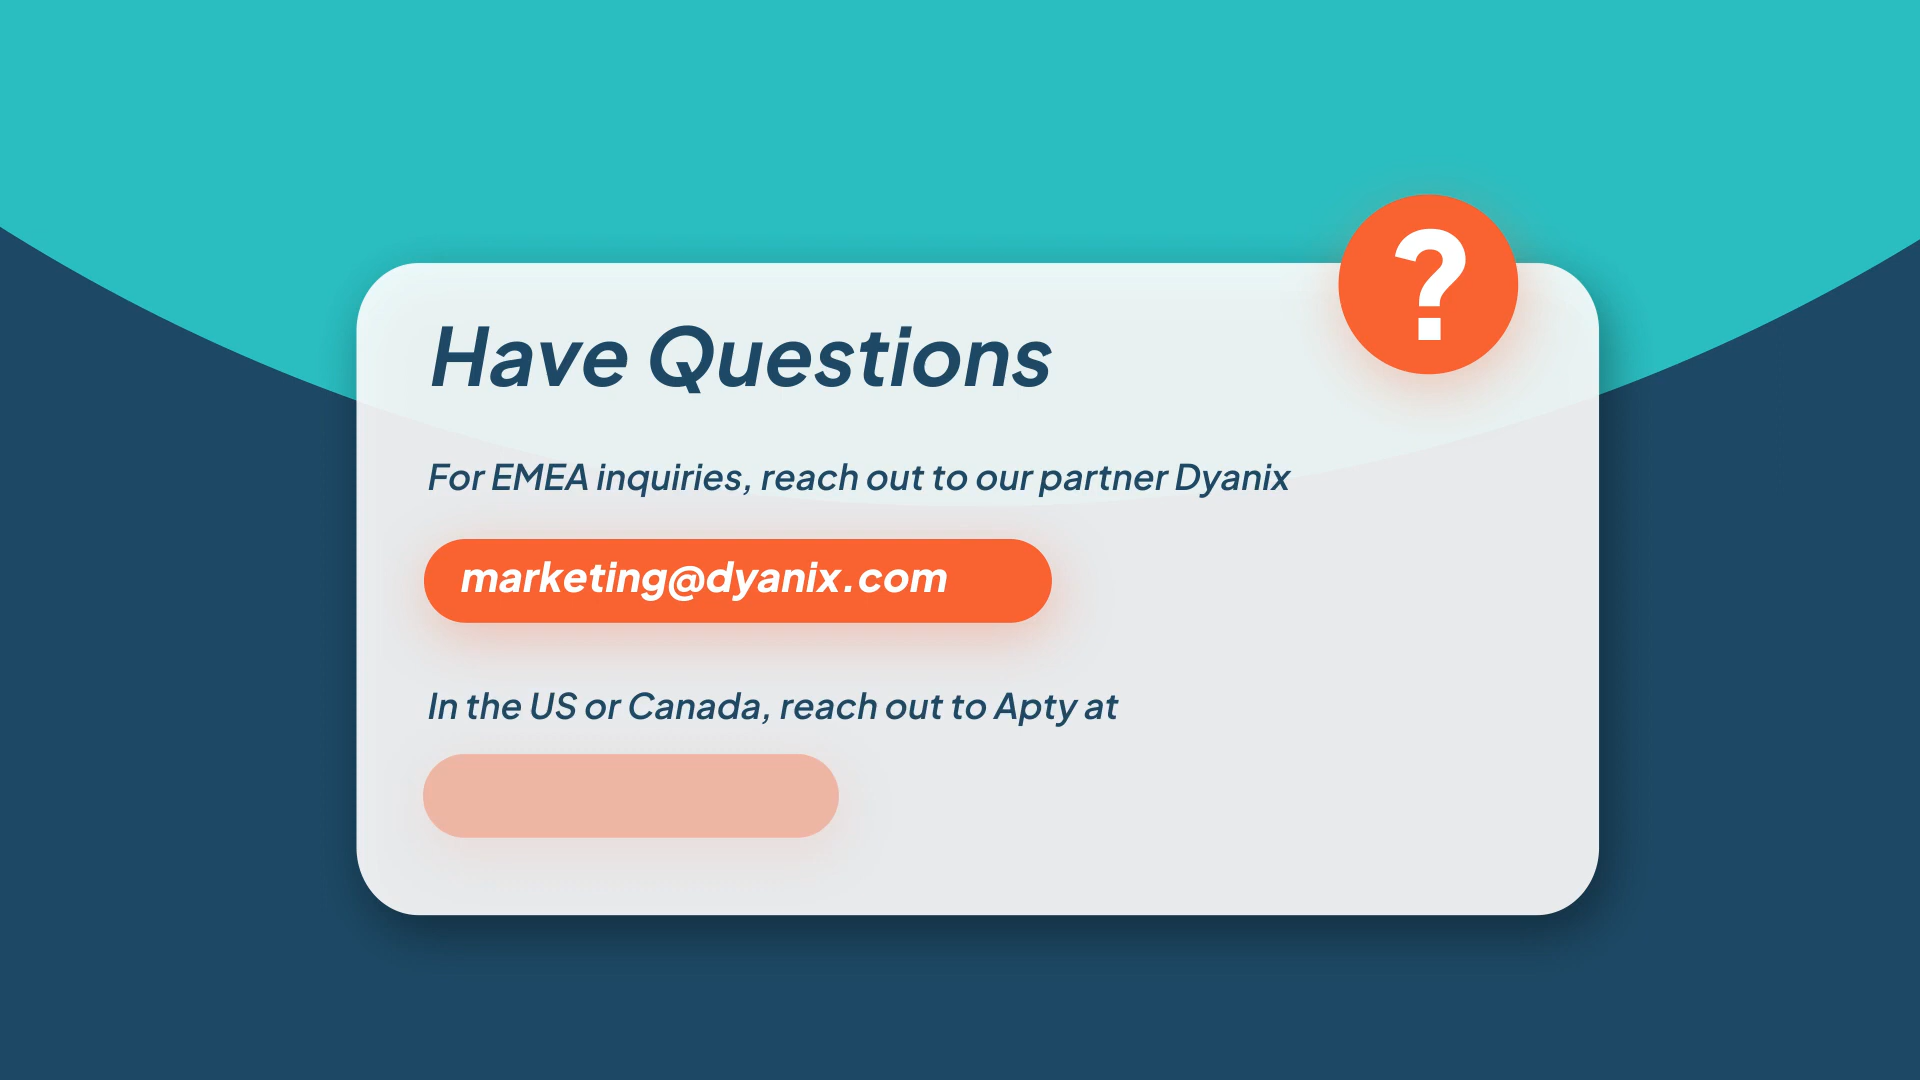 ?
Have Questions
For EMEA inquiries, reach out to our partner Dyanix
marketing@dyanix.com
In the US or Canada, reach out to Apty at